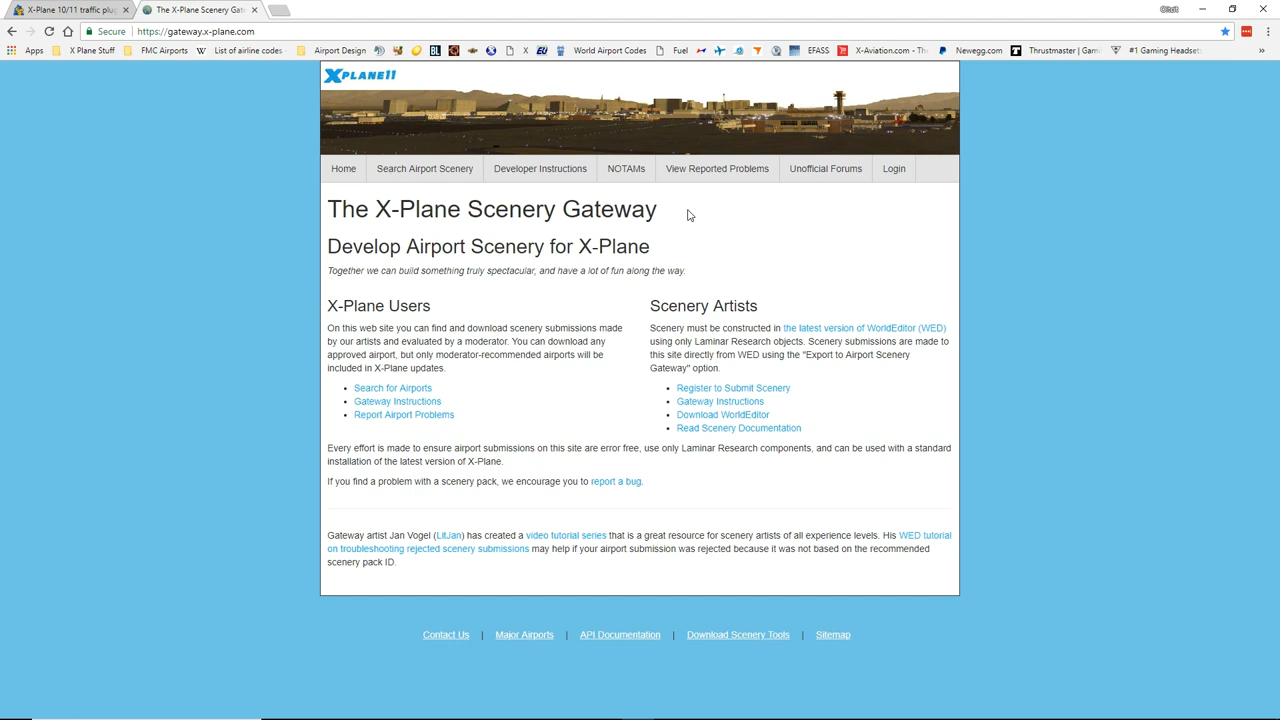 X-Plane 10/11 traffic plug
The X-Plane Scenery Gate
Secure
https://gateway.x-plane.com
Apps
X Plane Stuff
FMC Airports
List of airline codes
Airport Design
X
World Airport Codes
Fuel
EFASS
X-Aviation.com - The
Newegg.com
Thrustmaster | Gami
#1 Gaming Headsets
XPLANE11
Home
Search Airport Scenery
Developer Instructions
NOTAMs
View Reported Problems
Unofficial Forums
Login
The X-Plane Scenery Gateway
Develop Airport Scenery for X-Plane
Together we can build something truly spectacular, and have a lot of fun along the way.
X-Plane Users
On this web site you can find and download scenery submissions made
by our artists and evaluated by a moderator. You can download any
approved airport, but only moderator-recommended airports will be
included in X-Plane updates.
Search for Airports
Gateway Instructions
Report Airport Problems
Scenery Artists
Scenery must be constructed in the latest version of WorldEditor (WED)
using only Laminar Research objects. Scenery submissions are made to
this site directly from WED using the "Export to Airport Scenery
Gateway" option.
Register to Submit Scenery
Gateway Instructions
Download WorldEditor
Read Scenery Documentation
Every effort is made to ensure airport submissions on this site are error free, use only Laminar Research components, and can be used with a standard
installation of the latest version of X-Plane.
If you find a problem with a scenery pack, we encourage you to report a bug.
Gateway artist Jan Vogel (LitJan) has created a video tutorial series that is a great resource for scenery artists of all experience levels. His WED tutorial
on troubleshooting rejected scenery submissions may help if your airport submission was rejected because it was not based on the recommended
scenery pack ID.
Contact Us | Major Airports | API Documentation | Download Scenery Tools | Sitemap